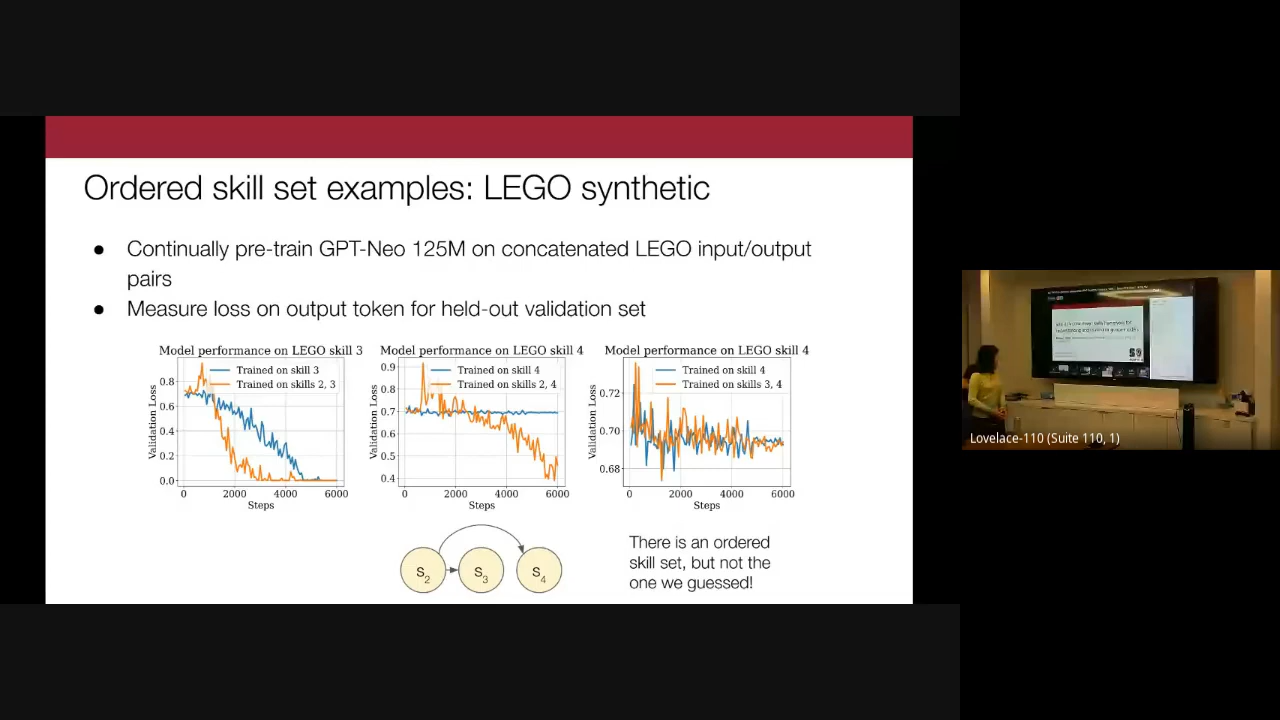 Ordered skill set examples: LEGO synthetic
● Continually pre-train GPT-Neo 125M on concatenated LEGO input/output
pairs
● Measure loss on output token for held-out validation set
Model performance on LEGO skill 3
Trained on skill 3
Trained on skills 2, 3
Validation Loss
0.8
0.6
0.4
0.2
0.0
0
2000
4000
6000
Steps
Model performance on LEGO skill 4
Trained on skill 4
Trained on skills 2, 4
Validation Loss
0.9
0.8
0.7
0.6
0.5
0.4
0
2000
4000
6000
Steps
Model performance on LEGO skill 4
Trained on skill 4
Trained on skills 3, 4
Validation Loss
0.72
0.70
0.68
0
2000
4000
6000
Steps
S2
S3
S4
There is an ordered
skill set, but not the
one we guessed!
Lovelace-110 (Suite 110, 1)